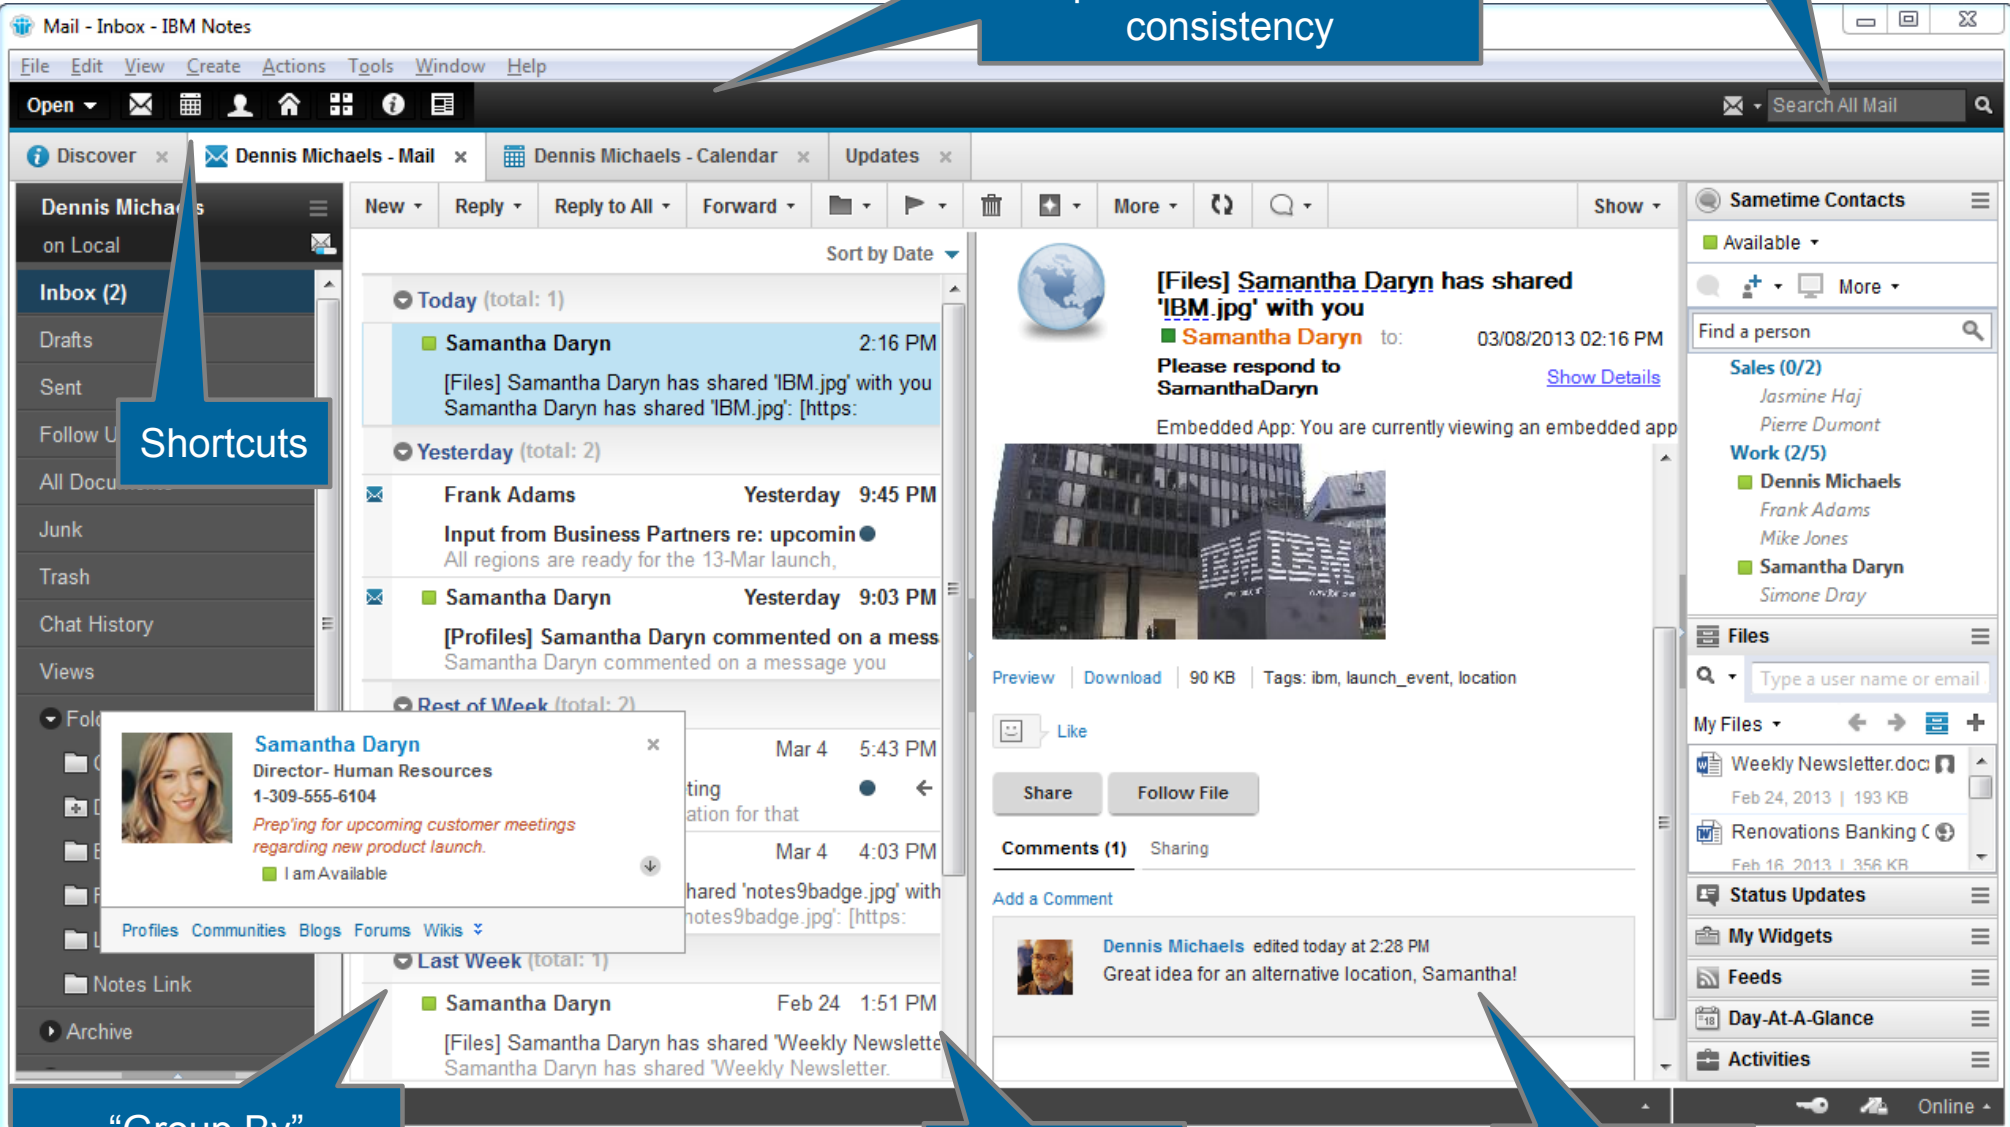 consistency
Mail - Inbox - IBM Notes
File Edit View Create Actions Tools Window Help
Open
Search All Mail
Discover
Dennis Michaels - Mail
Dennis Michaels - Calendar
Updates
Dennis Michaels
on Local
Inbox (2)
Drafts
Sent
Follow U
All Documents
Junk
Trash
Chat History
Views
Notes Link
Archive
Shortcuts
New Reply Reply to All Forward More Show
Sort by Date
Today (total: 1)
Samantha Daryn 2:16 PM
[Files] Samantha Daryn has shared 'IBM.jpg' with you
Samantha Daryn has shared 'IBM.jpg': [https:
Yesterday (total: 2)
Frank Adams Yesterday 9:45 PM
Input from Business Partners re: upcomin
All regions are ready for the 13-Mar launch,
Samantha Daryn Yesterday 9:03 PM
[Profiles] Samantha Daryn commented on a mess
Samantha Daryn commented on a message you
Rest of Week (total: 2)
Mar 4 5:43 PM
ting
ation for that
Mar 4 4:03 PM
hared 'notes9badge.jpg' with
notes9badge.jpg': [https:
Last Week (total: 1)
Samantha Daryn Feb 24 1:51 PM
[Files] Samantha Daryn has shared 'Weekly Newslette
Samantha Daryn has shared 'Weekly Newsletter.
Samantha Daryn
Director- Human Resources
1-309-555-6104
Prep'ing for upcoming customer meetings
regarding new product launch.
I am Available
Profiles Communities Blogs Forums Wikis
[Files] Samantha Daryn has shared
'IBM.jpg' with you
Samantha Daryn to: 03/08/2013 02:16 PM
Please respond to
SamanthaDaryn
Show Details
Embedded App: You are currently viewing an embedded app
IBM IBM
Preview Download 90 KB Tags: ibm, launch_event, location
Like
Share Follow File
Comments (1) Sharing
Add a Comment
Dennis Michaels edited today at 2:28 PM
Great idea for an alternative location, Samantha!
Sametime Contacts
Available
More
Find a person
Sales (0/2)
Jasmine Haj
Pierre Dumont
Work (2/5)
Dennis Michaels
Frank Adams
Mike Jones
Samantha Daryn
Simone Dray
Files
Type a user name or email
My Files
Weekly Newsletter.doc
Feb 24, 2013 | 193 KB
Renovations Banking
Feb 16, 2013 | 356 KB
Status Updates
My Widgets
Feeds
Day-At-A-Glance
18
Activities
"Group By"
Online